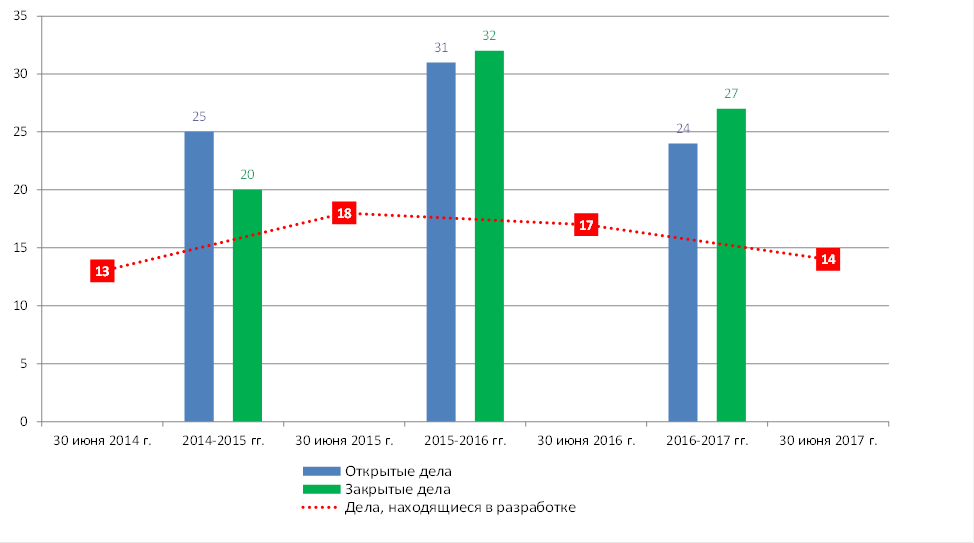 35
30
25
20
15
10
5
0
25
20
31
32
24
27
13
18
17
14
30 июня 2014 г.
2014-2015 гг.
30 июня 2015 г.
2015-2016 гг.
30 июня 2016 г.
2016-2017 гг.
30 июня 2017 г.
Открытые дела
Закрытые дела
Дела, находящиеся в разработке